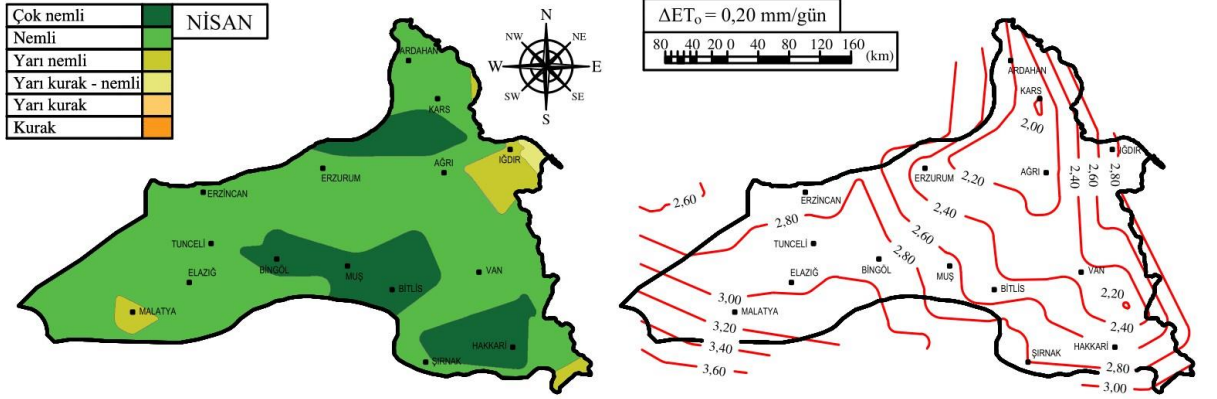 Çok nemli
Nemli
Yarı nemli
Yarı kurak - nemli
Yarı kurak
Kurak
NİSAN
N
NE
E
SE
S
SW
W
NW
ARDAHAN
KARS
IĞDIR
AĞRI
ERZURUM
ERZİNCAN
TUNCELİ
BİNGÖL
MUŞ
VAN
ELAZIĞ
BİTLİS
MALATYA
HAKKARİ
ŞIRNAK
ΔETₒ = 0,20 mm/gün
80 40 0 40 80 120 160
(km)
ARDAHAN
KARS
2,00
IĞDIR
2,80
2,60
2,40
AĞRI
ERZURUM
2,20
ERZİNCAN
2,60
2,80
2,40
TUNCELİ
2,60
BİNGÖL
2,80
MUŞ
VAN
ELAZIĞ
BİTLİS
2,20
3,00
MALATYA
2,40
3,20
3,40
HAKKARİ
ŞIRNAK
2,80
3,60
3,00